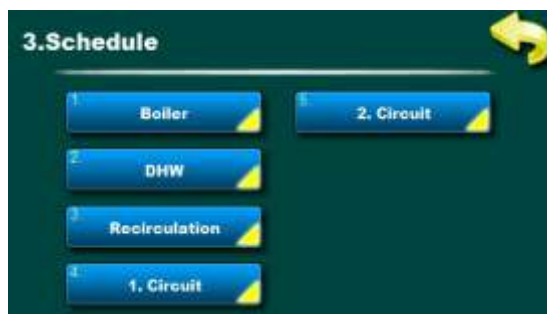 3.Schedule
1.
Boiler
5.
2. Circuit
2.
DHW
3.
Recirculation
4.
1. Circuit